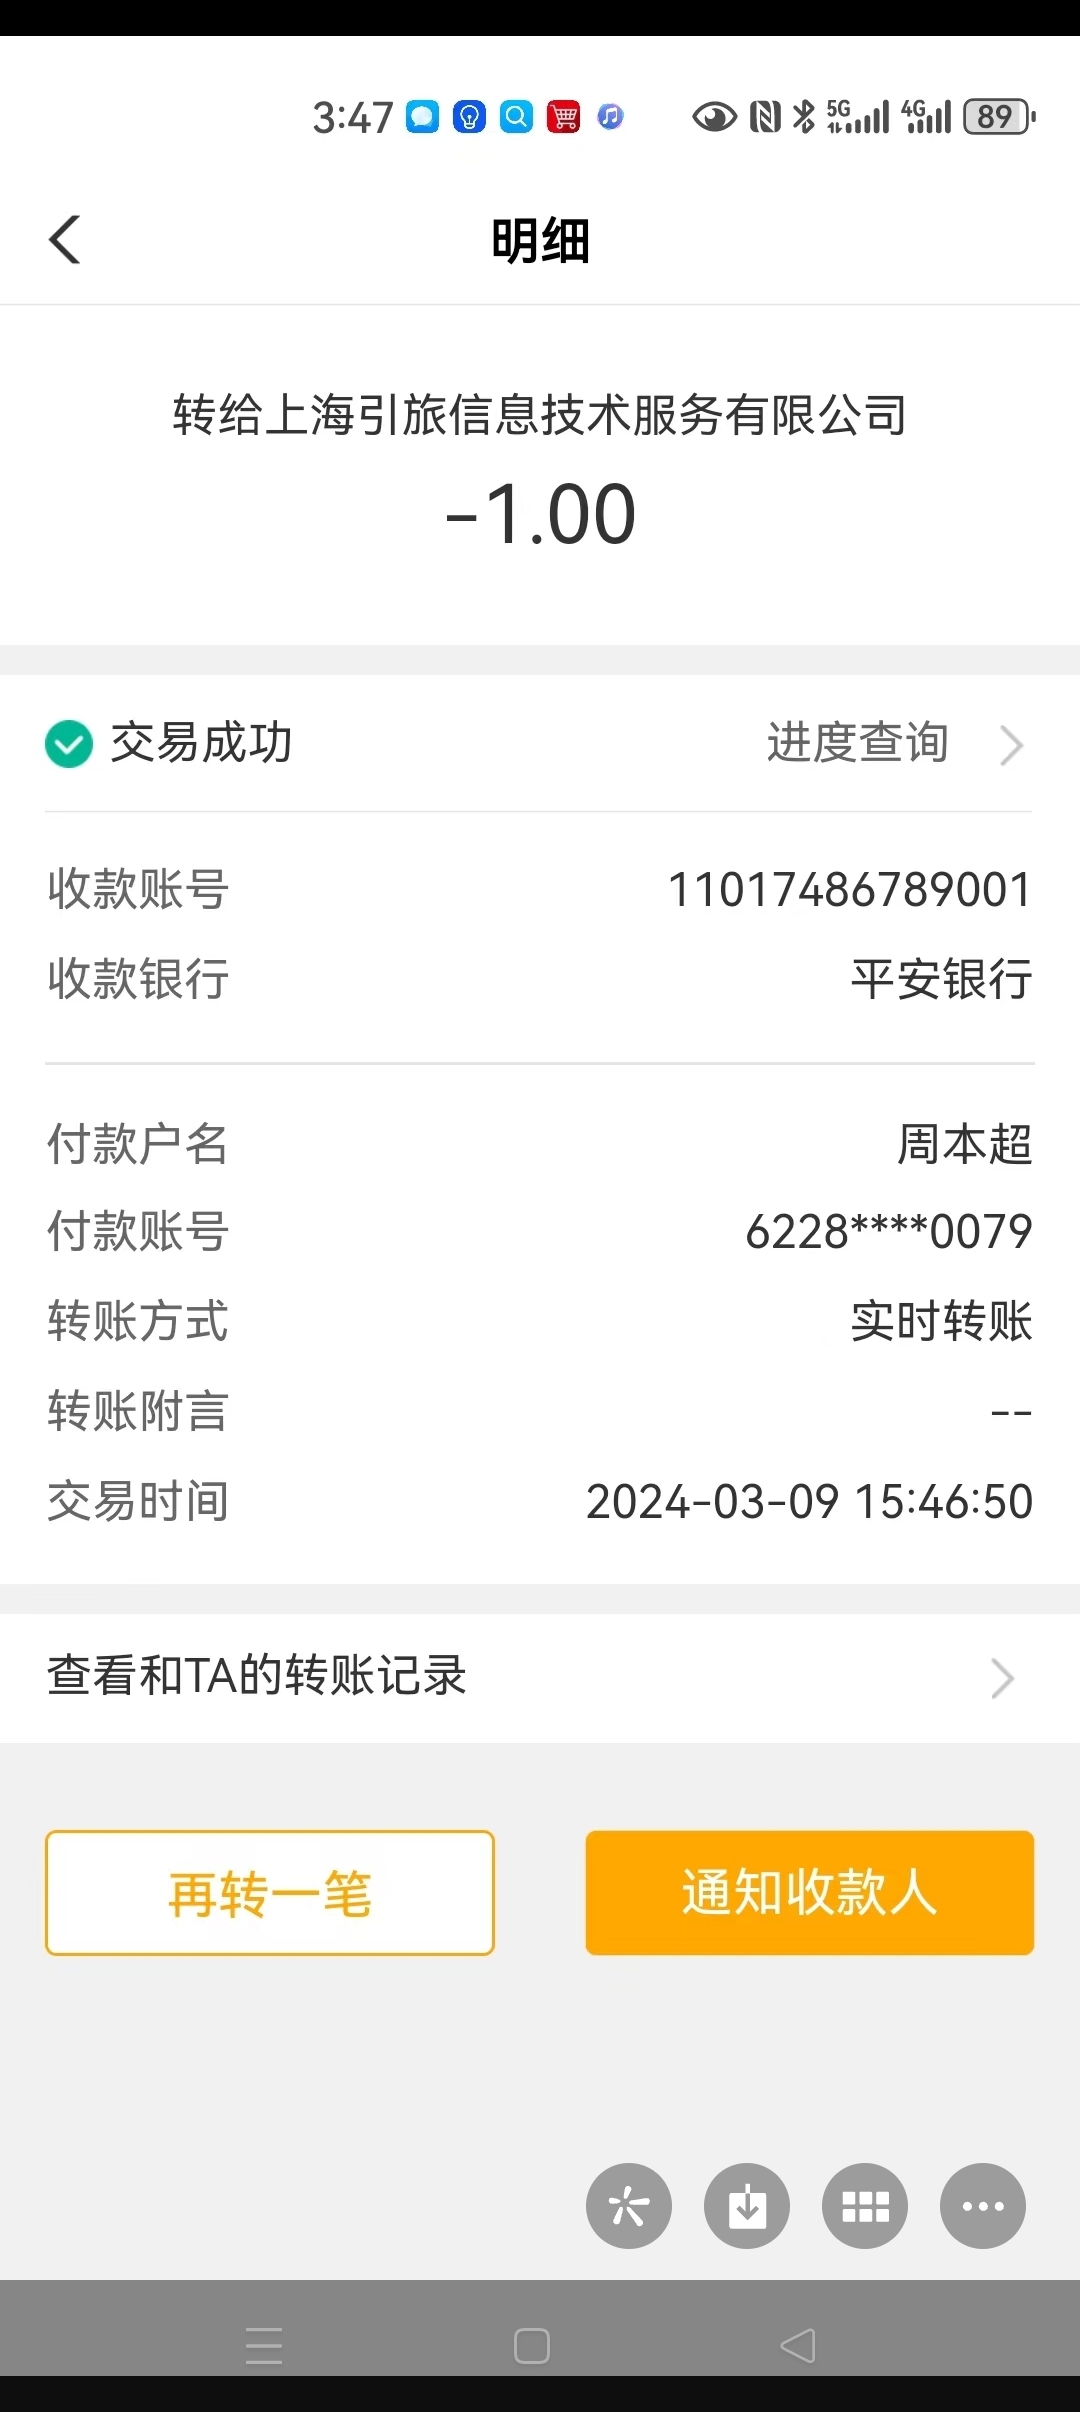 3:47 5G 4G 89
明细
转给上海引旅信息技术服务有限公司
-1.00
交易成功 进度查询
收款账号 11017486789001
收款银行 平安银行
付款户名 周本超
付款账号 6228****0079
转账方式 实时转账
转账附言 --
交易时间 2024-03-09 15:46:50
查看和TA的转账记录
再转一笔 通知收款人